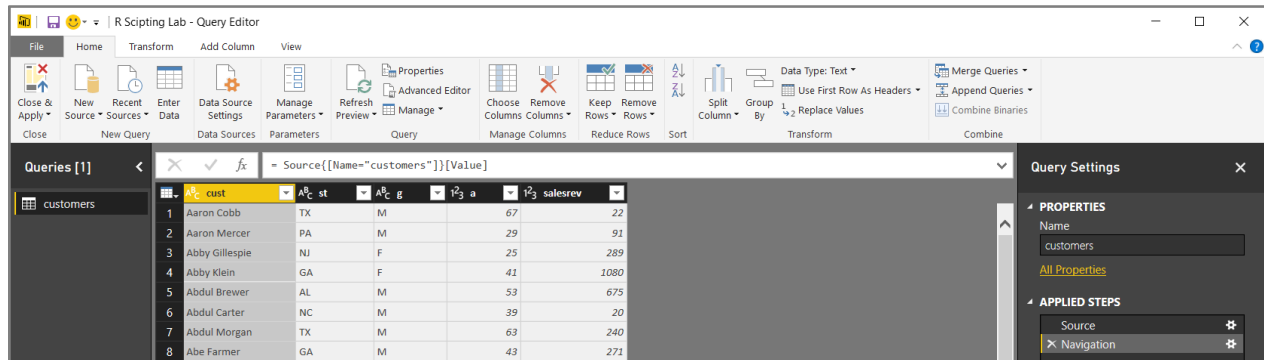 R Scipting Lab - Query Editor
File Home Transform Add Column View
Close & Apply
New Source
Recent Sources
Enter Data
Data Source Settings
Manage Parameters
Refresh Preview
Properties
Advanced Editor
Manage
Choose Columns
Remove Columns
Keep Rows
Remove Rows
Split Column
Group By
Data Type: Text
Use First Row As Headers
Replace Values
Merge Queries
Append Queries
Combine Binaries
Close New Query Data Sources Parameters Query Manage Columns Reduce Rows Sort Transform Combine
Queries [1]
customers
fx = Source{[Name="customers"]}[Value]
ABC cust ABC st ABC g 123 a 123 salesrev
1 Aaron Cobb TX M 67 22
2 Aaron Mercer PA M 29 91
3 Abby Gillespie NJ F 25 289
4 Abby Klein GA F 41 1080
5 Abdul Brewer AL M 53 675
6 Abdul Carter NC M 39 20
7 Abdul Morgan TX M 63 240
8 Abe Farmer GA M 43 271
Query Settings
PROPERTIES
Name
customers
All Properties
APPLIED STEPS
Source
Navigation